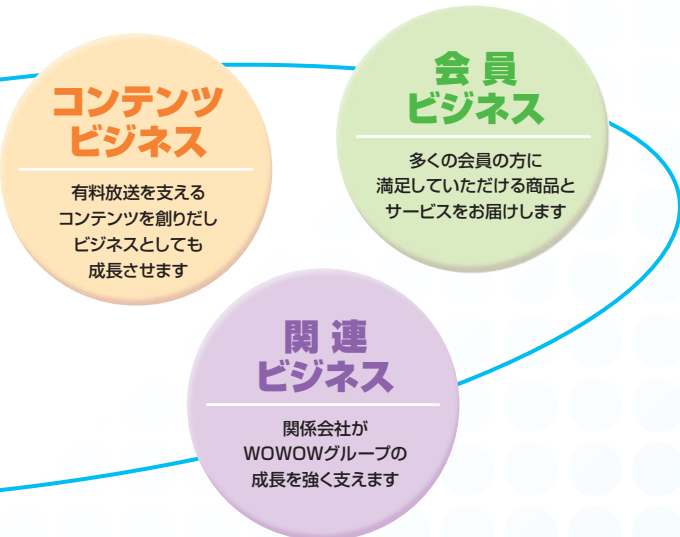 コンテンツ
ビジネス
有料放送を支える
コンテンツを創りだし
ビジネスとしても
成長させます
会員
ビジネス
多くの会員の方に
満足していただける商品と
サービスをお届けします
関連
ビジネス
関係会社が
WOWOWグループの
成長を強く支えます